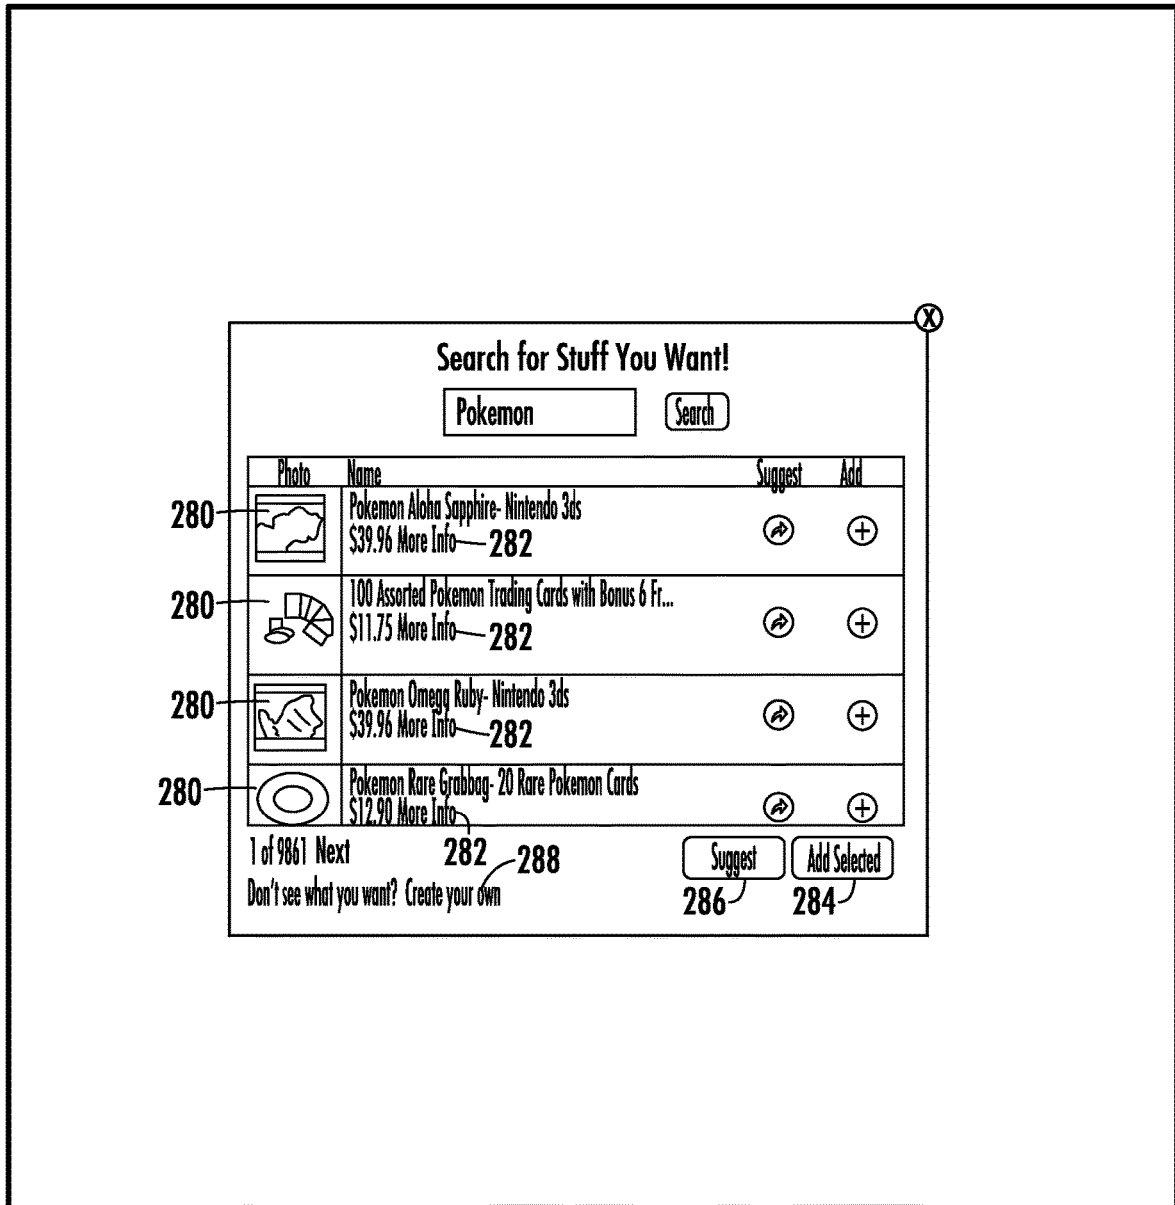 X
Search for Stuff You Want!
Pokemon Search
Photo Name Suggest Add
280 Pokemon Aloha Sapphire- Nintendo 3ds
$39.96 More Info 282
280 100 Assorted Pokemon Trading Cards with Bonus 6 Fr...
$11.75 More Info 282
280 Pokemon Omegg Ruby- Nintendo 3ds
$39.96 More Info 282
280 Pokemon Rare Grabbag- 20 Rare Pokemon Cards
$12.90 More Info
1 of 9861 Next 282 288 Suggest Add Selected
Don't see what you want? Create your own 286 284